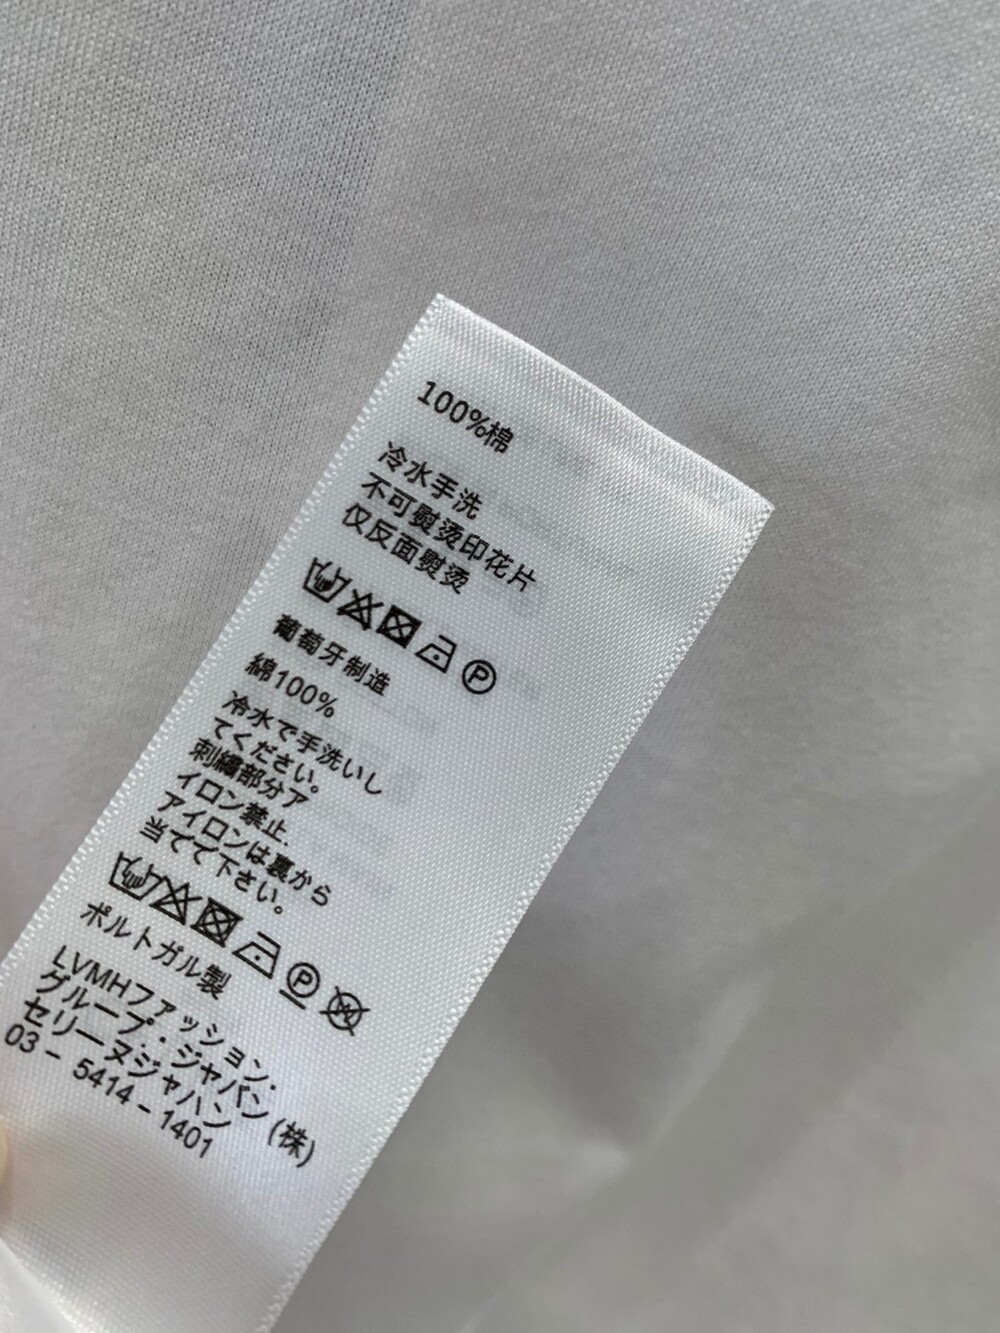 100%棉
冷水手洗
不可熨烫印花片
仅反面熨烫
P
葡萄牙制造
綿100%
冷水で手洗いし
てください。
刺繍部分ア
イロン禁止.
アイロンは裏から
当てて下さい。
P W
ポルトガル製
LVMHファッション・
グループ・ジャパン(株)
セリーヌジャハン
03 - 5414 - 1401